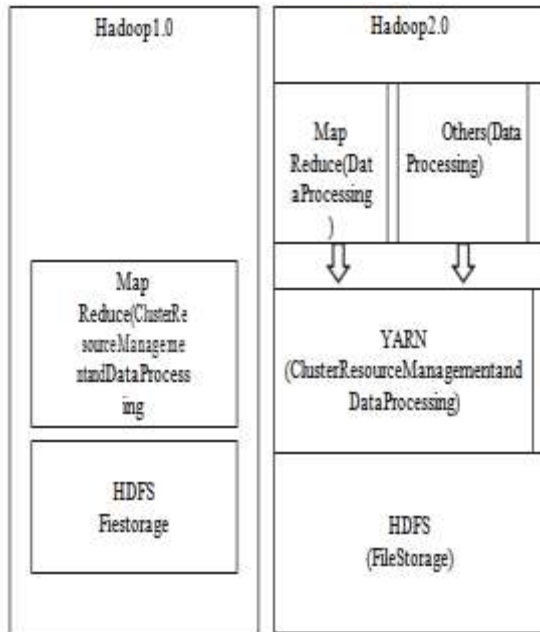 Hadoop1.0
Map
Reduce(ClusterRe
sourceManageme
ntandDataProcess
ing
HDFS
Fiestorage
Hadoop2.0
Map
Reduce(Dat
aProcessing
)
Others(Data
Processing)
YARN
(ClusterResourceManagementand
DataProcessing)
HDFS
(FileStorage)